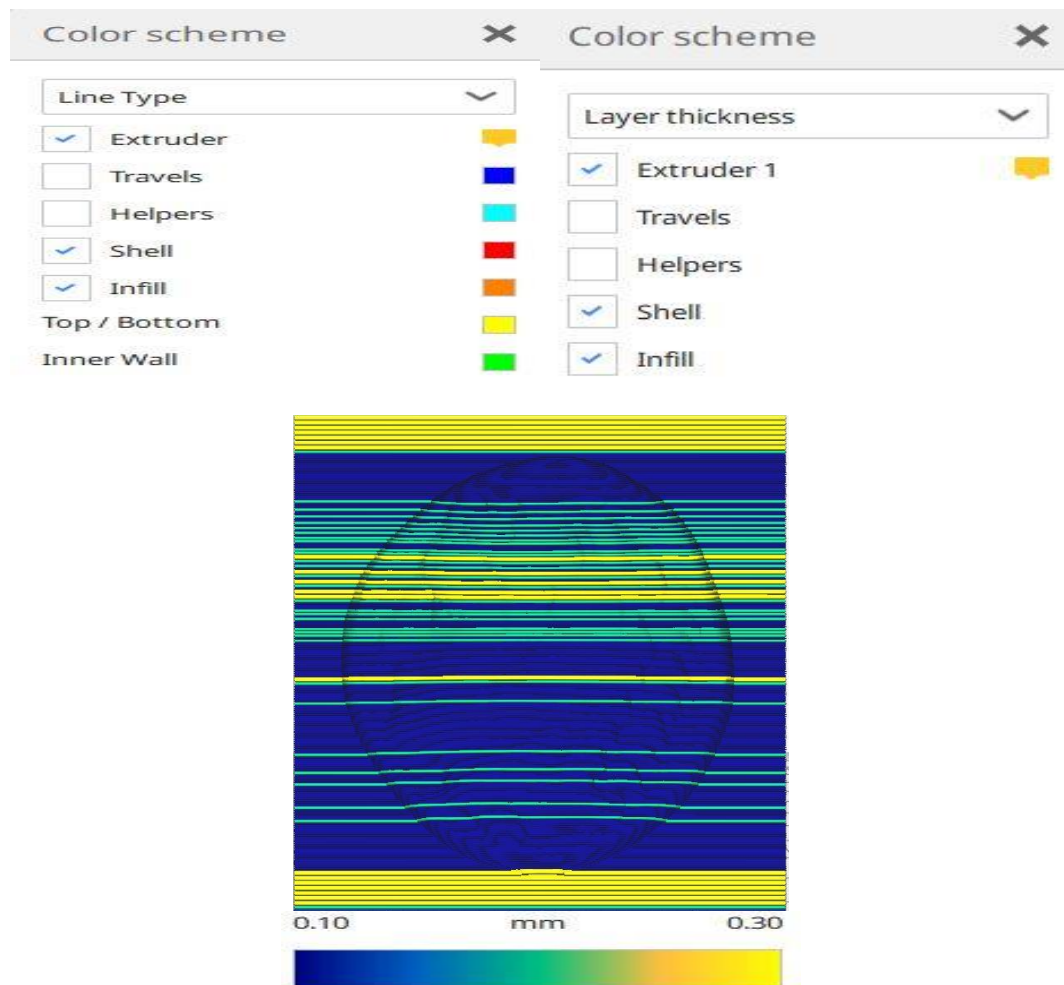 Color scheme
Line Type
Extruder
Travels
Helpers
Shell
Infill
Top / Bottom
Inner Wall
Color scheme
Layer thickness
Extruder 1
Travels
Helpers
Shell
Infill
0.10 mm 0.30